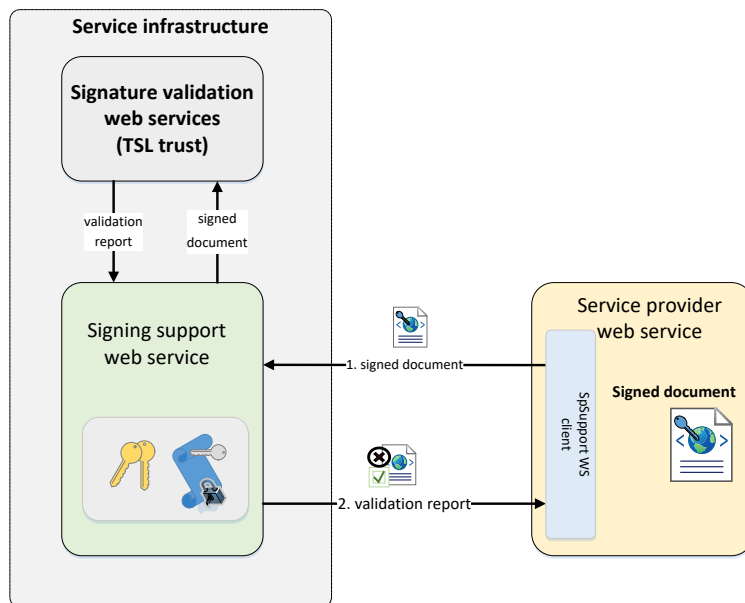 Service infrastructure
Signature validation
web services
(TSL trust)
validation
report
signed
document
Signing support
web service
1. signed document
2. validation report
Service provider
web service
SpSupport WS
client
Signed document